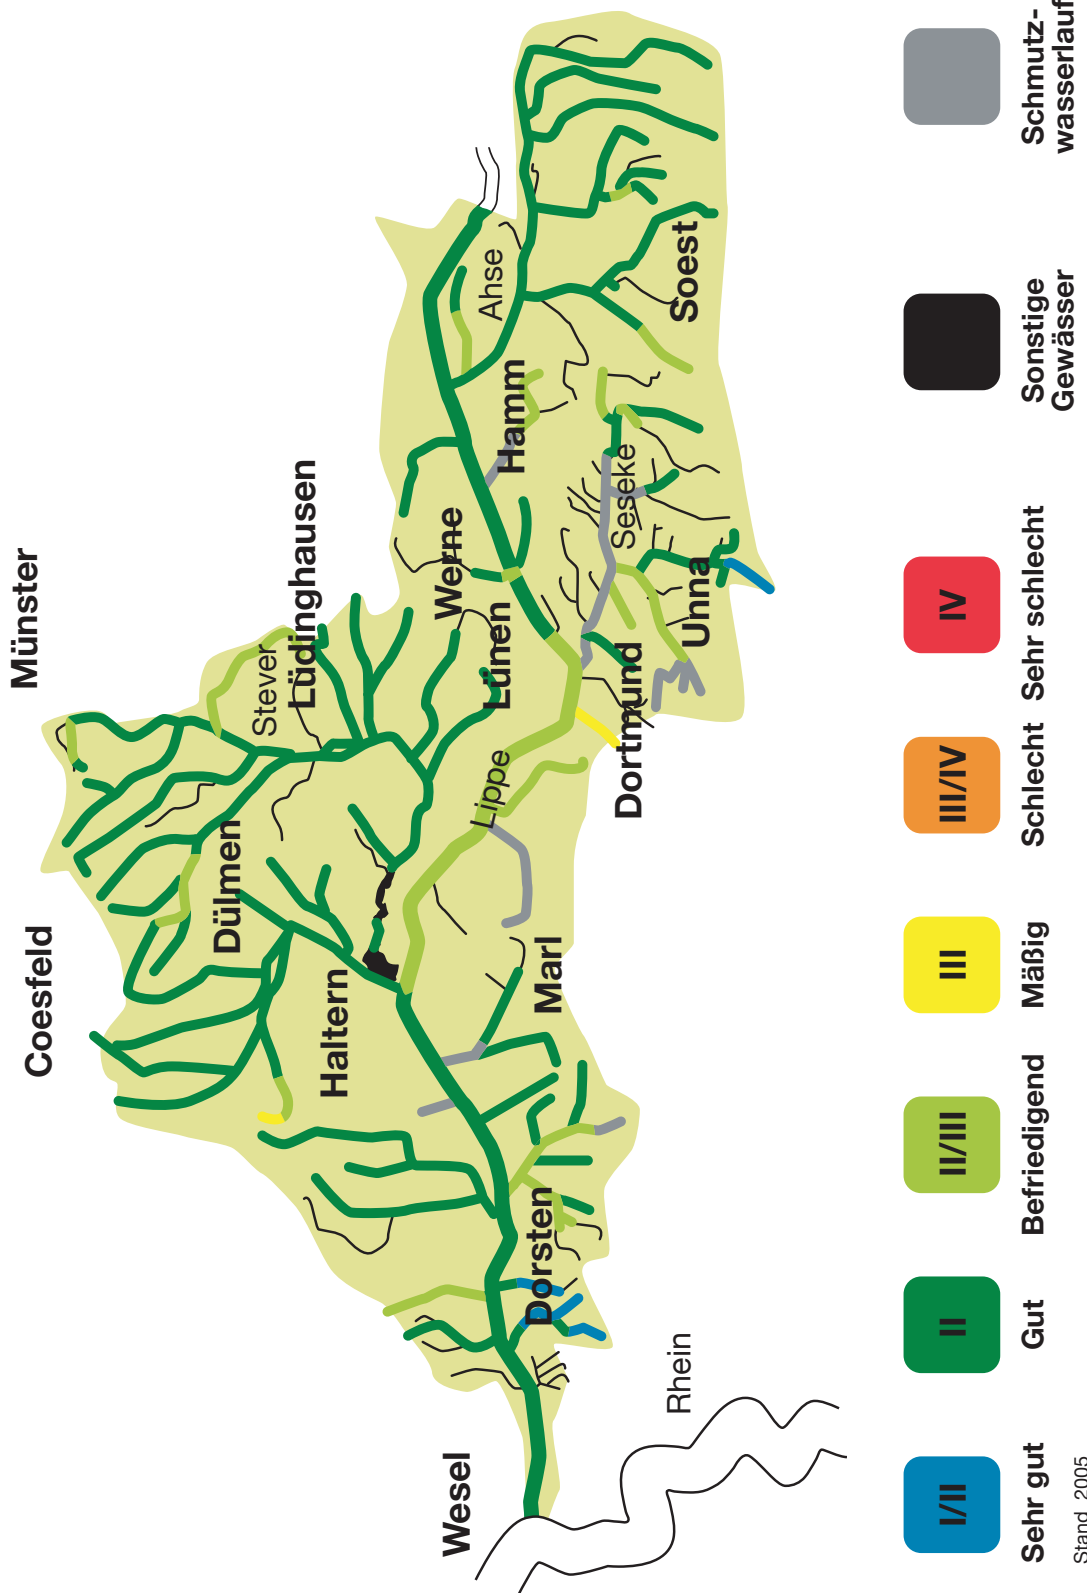 Münster
Coesfeld
Lüdinghausen
Stever
Dülmen
Haltern
Werne
Ahse
Hamm
Lünen
Lippe
Marl
Wesel
Dorsten
Seseke
Soest
Unna
Dortmund
Rhein
I/II
II
II/III
III
III/IV
IV
Sehr gut
Gut
Befriedigend
Mäßig
Schlecht
Sehr schlecht
Sonstige
Gewässer
Schmutz-
wasserlauf
Stand 2005